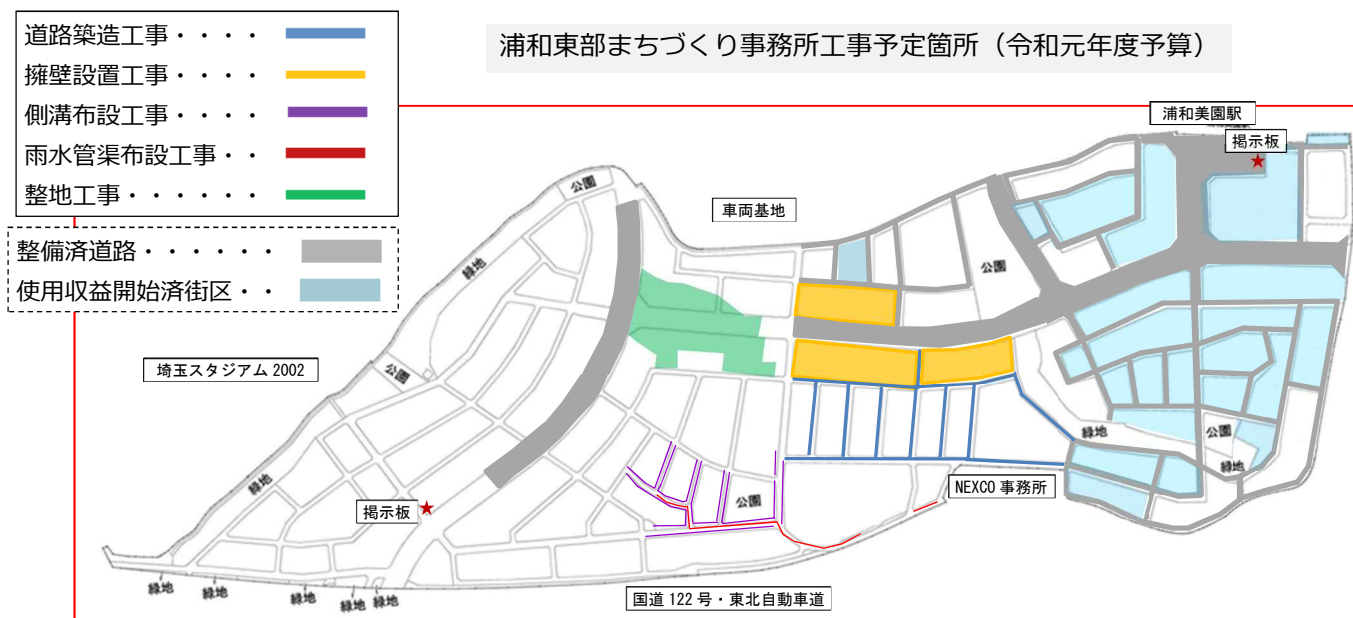 浦和東部まちづくり事務所工事予定箇所（令和元年度予算）
道路築造工事・・・・
擁壁設置工事・・・・
側溝布設工事・・・・
雨水管渠布設工事・・
整地工事・・・・・・
整備済道路・・・・・・
使用収益開始済街区・・
浦和美園駅
掲示板
車両基地
公園
緑地
公園
埼玉スタジアム 2002
公園
緑地
公園
緑地
緑地
NEXCO 事務所
公園
掲示板
緑地
緑地
緑地
緑地
緑地
国道 122 号・東北自動車道